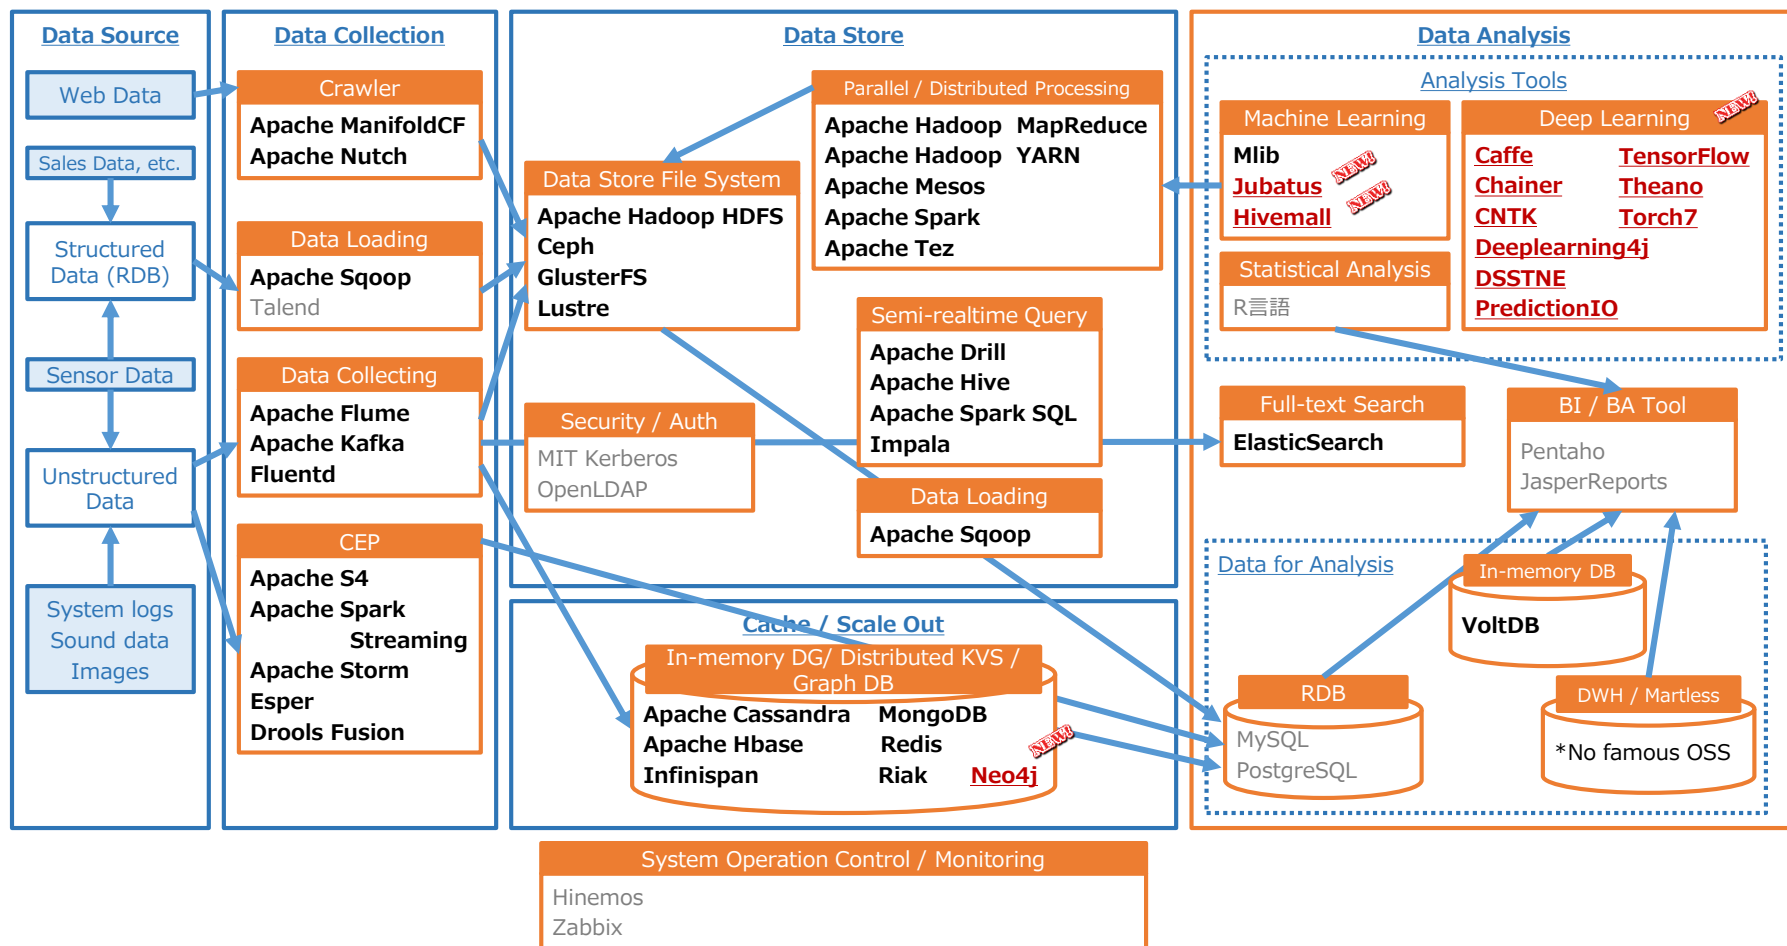 Data Source
Web Data
Sales Data, etc.
Structured
Data (RDB)
Sensor Data
Unstructured
Data
System logs
Sound data
Images
Data Collection
Crawler
Apache ManifoldCF
Apache Nutch
Data Loading
Apache Sqoop
Talend
Data Collecting
Apache Flume
Apache Kafka
Fluentd
CEP
Apache S4
Apache Spark
Streaming
Apache Storm
Esper
Drools Fusion
Data Store
Data Store File System
Apache Hadoop HDFS
Ceph
GlusterFS
Lustre
Parallel / Distributed Processing
Apache Hadoop MapReduce
Apache Hadoop YARN
Apache Mesos
Apache Spark
Apache Tez
Semi-realtime Query
Apache Drill
Apache Hive
Apache Spark SQL
Impala
Security / Auth
MIT Kerberos
OpenLDAP
Data Loading
Apache Sqoop
Cache / Scale Out
In-memory DG/ Distributed KVS /
Graph DB
Apache Cassandra MongoDB
Apache Hbase Redis
NEW!
Infinispan Riak Neo4j
Data Analysis
Analysis Tools
Machine Learning
Mlib
Jubatus NEW!
Hivemall NEW!
Deep Learning NEW!
Caffe TensorFlow
Chainer Theano
CNTK Torch7
Deeplearning4j
DSSTNE
PredictionIO
Statistical Analysis
R言語
Full-text Search
ElasticSearch
BI / BA Tool
Pentaho
JasperReports
Data for Analysis
In-memory DB
VoltDB
RDB
MySQL
PostgreSQL
DWH / Martless
*No famous OSS
System Operation Control / Monitoring
Hinemos
Zabbix